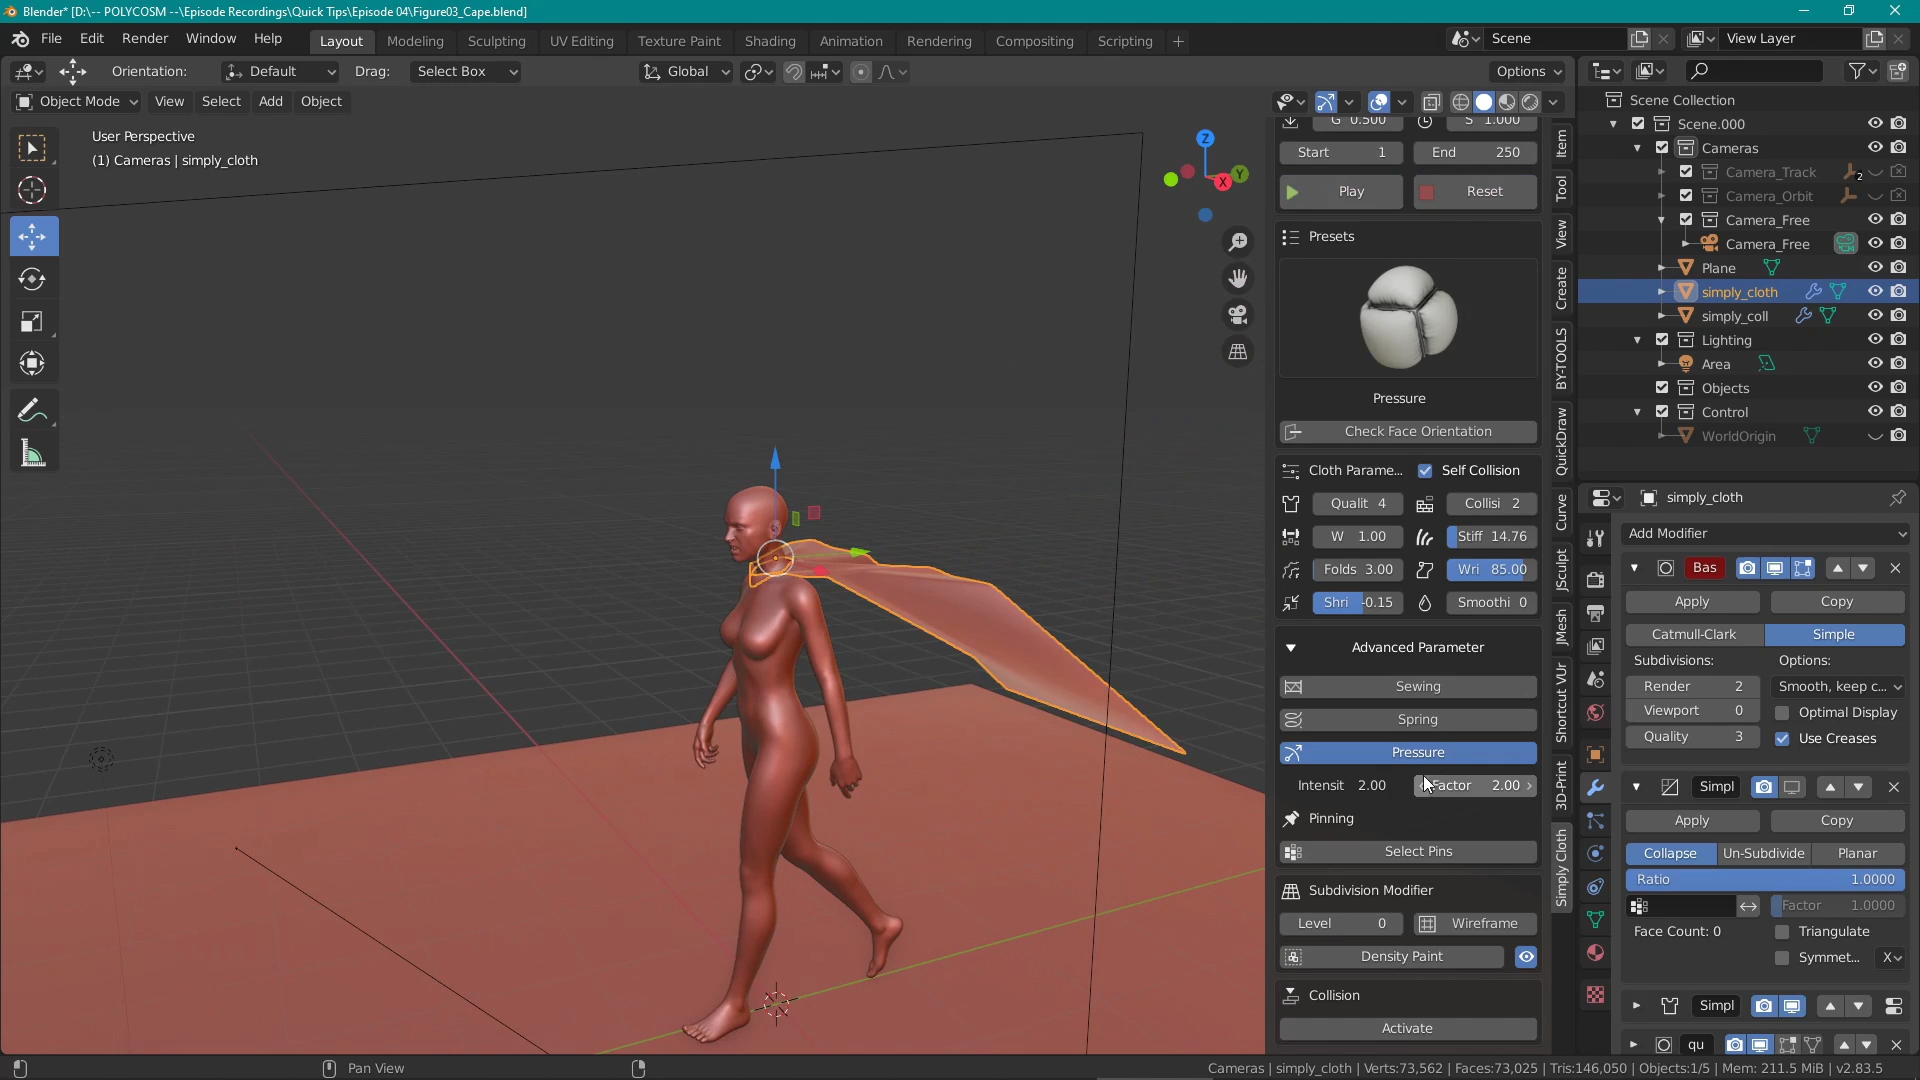 Blender* [D:\-- POLYCOSM --\Episode Recordings\Quick Tips\Episode 04\Figure03_Cape.blend]
File Edit Render Window Help
Layout Modeling Sculpting UV Editing Texture Paint Shading Animation Rendering Compositing Scripting +
Scene
View Layer
Orientation: Default Drag: Select Box
Global
Options
Object Mode View Select Add Object
User Perspective
(1) Cameras | simply_cloth
Z
X
Y
G 0.500 S 1.000
Start 1 End 250
Play Reset
Presets
Pressure
Check Face Orientation
Cloth Parame... Self Collision
Qualit 4 Collisi 2
W 1.00 Stiff 14.76
Folds 3.00 Wri 85.00
Shri -0.15 Smoothi 0
Advanced Parameter
Sewing
Spring
Pressure
Intensit 2.00 Factor 2.00
Pinning
Select Pins
Subdivision Modifier
Level 0 Wireframe
Density Paint
Collision
Activate
Item
Tool
View
Create
BY-TOOLS
QuickDraw
Curve
JSculpt
JMesh
Shortcut VUr
3D-Print
Simply Cloth
Scene Collection
Scene.000
Cameras
Camera_Track 2
Camera_Orbit
Camera_Free
Camera_Free
Plane
simply_cloth
simply_coll
Lighting
Area
Objects
Control
WorldOrigin
simply_cloth
Add Modifier
Bas
Apply Copy
Catmull-Clark Simple
Subdivisions: Options:
Render 2 Smooth, keep c...
Viewport 0 Optimal Display
Quality 3 Use Creases
Simpl
Apply Copy
Collapse Un-Subdivide Planar
Ratio 1.0000
Factor 1.0000
Face Count: 0 Triangulate
Symmet... X
Simpl
qu
Pan View
Cameras | simply_cloth | Verts:73,562 | Faces:73,025 | Tris:146,050 | Objects:1/5 | Mem: 211.5 MiB | v2.83.5